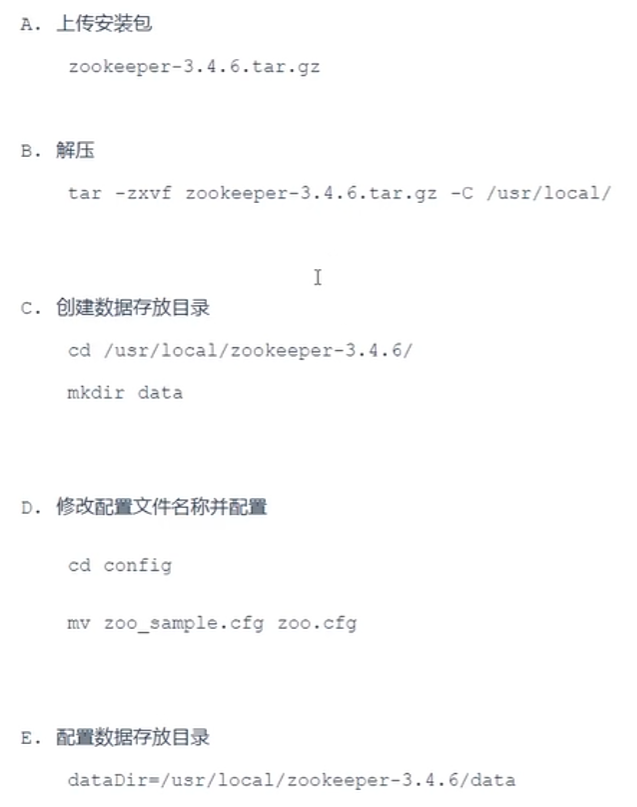 A. 上传安装包
zookeeper-3.4.6.tar.gz
B. 解压
tar -zxvf zookeeper-3.4.6.tar.gz -C /usr/local/
C. 创建数据存放目录
cd /usr/local/zookeeper-3.4.6/
mkdir data
D. 修改配置文件名称并配置
cd config
mv zoo_sample.cfg zoo.cfg
E. 配置数据存放目录
dataDir=/usr/local/zookeeper-3.4.6/data